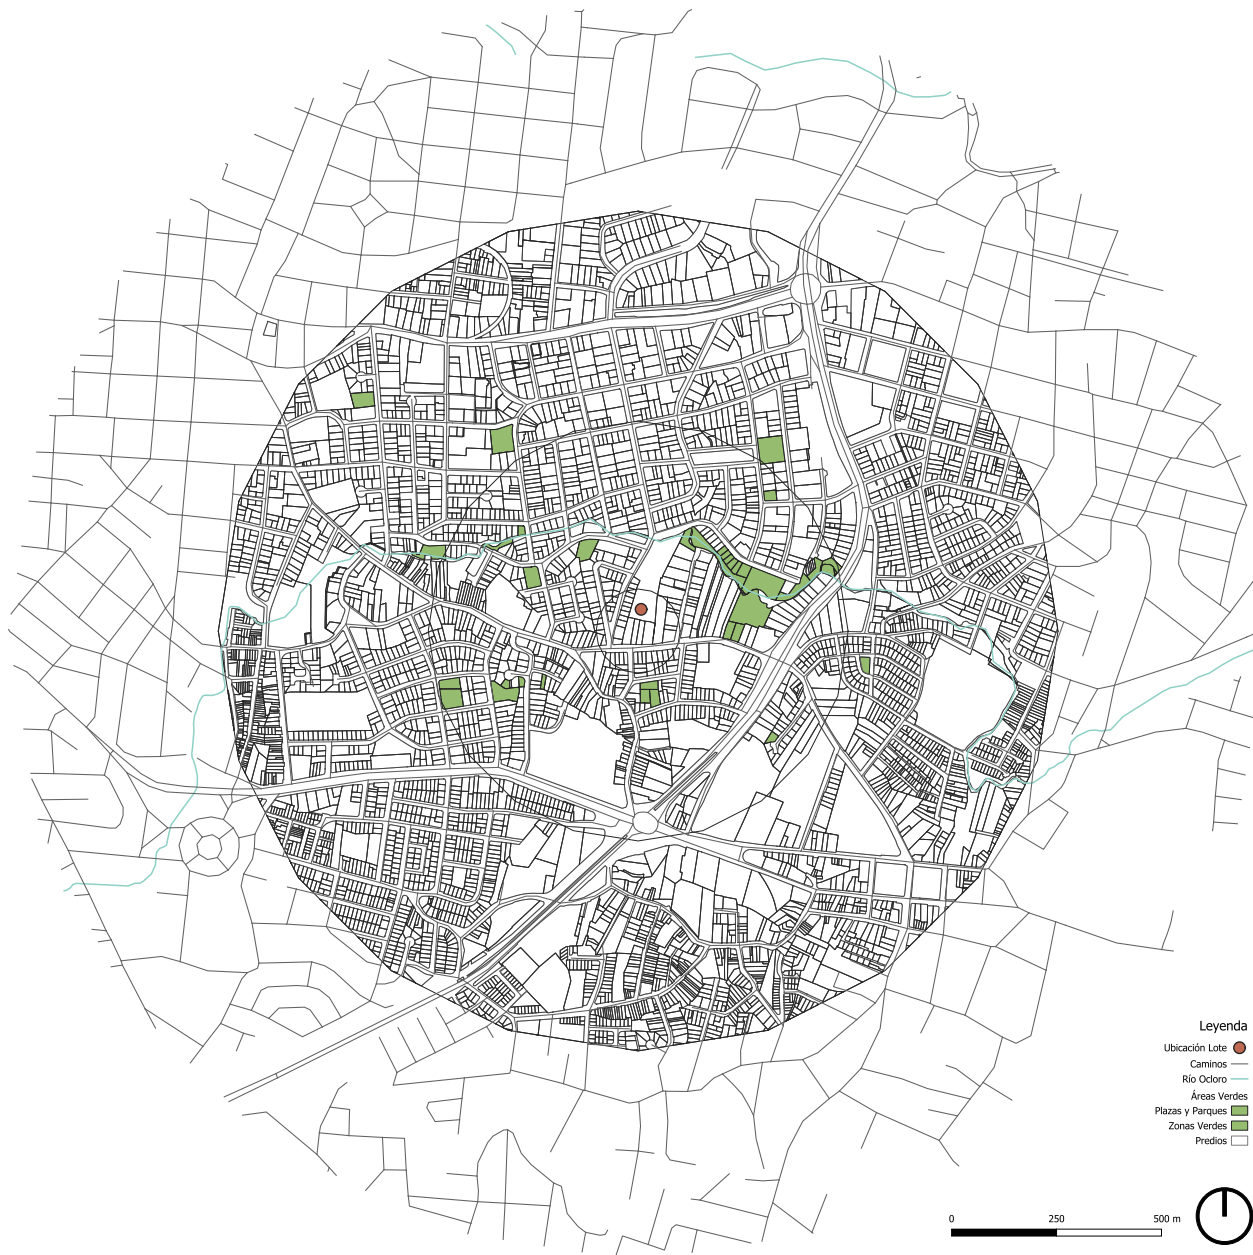 Leyenda
Ubicación Lote
Caminos
Río Ocloro
Áreas Verdes
Plazas y Parques
Zonas Verdes
Predios
0 250 500 m